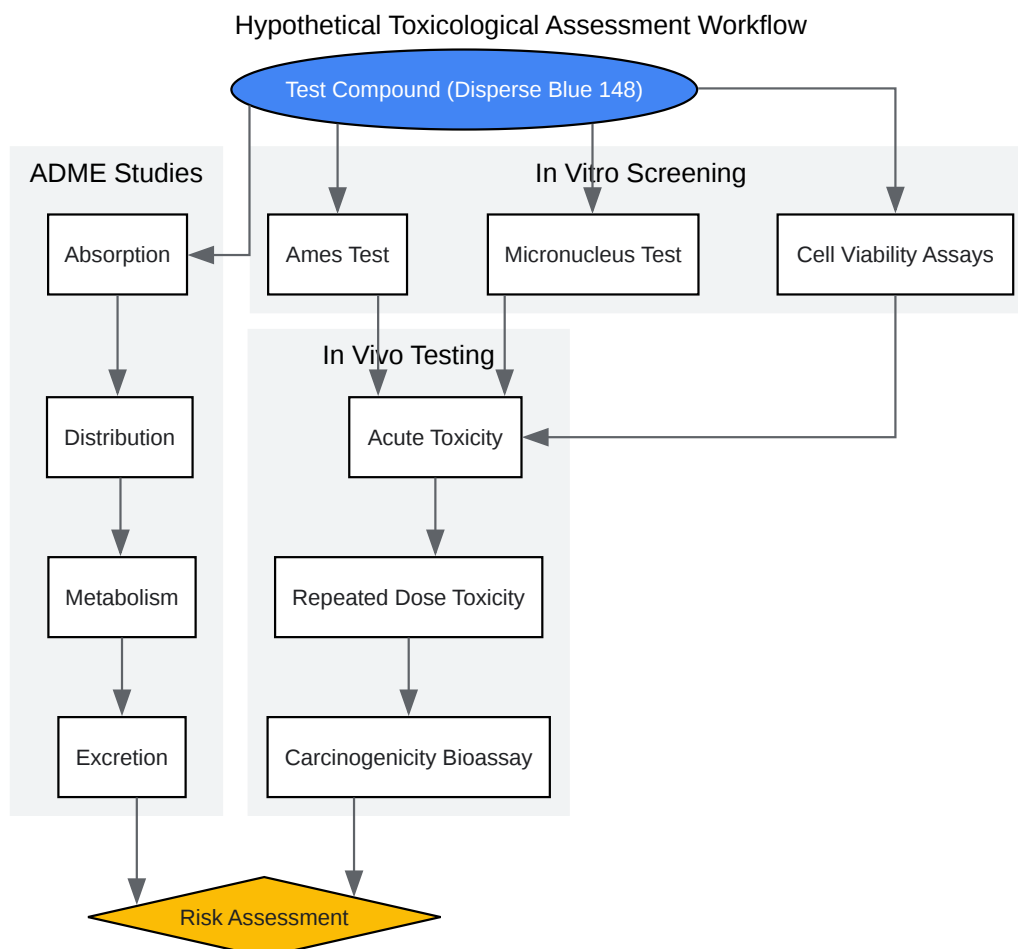 Hypothetical Toxicological Assessment Workflow
Test Compound (Disperse Blue 148)
ADME Studies
In Vitro Screening
Absorption
Ames Test
Micronucleus Test
Cell Viability Assays
In Vivo Testing
Distribution
Acute Toxicity
Metabolism
Repeated Dose Toxicity
Excretion
Carcinogenicity Bioassay
Risk Assessment